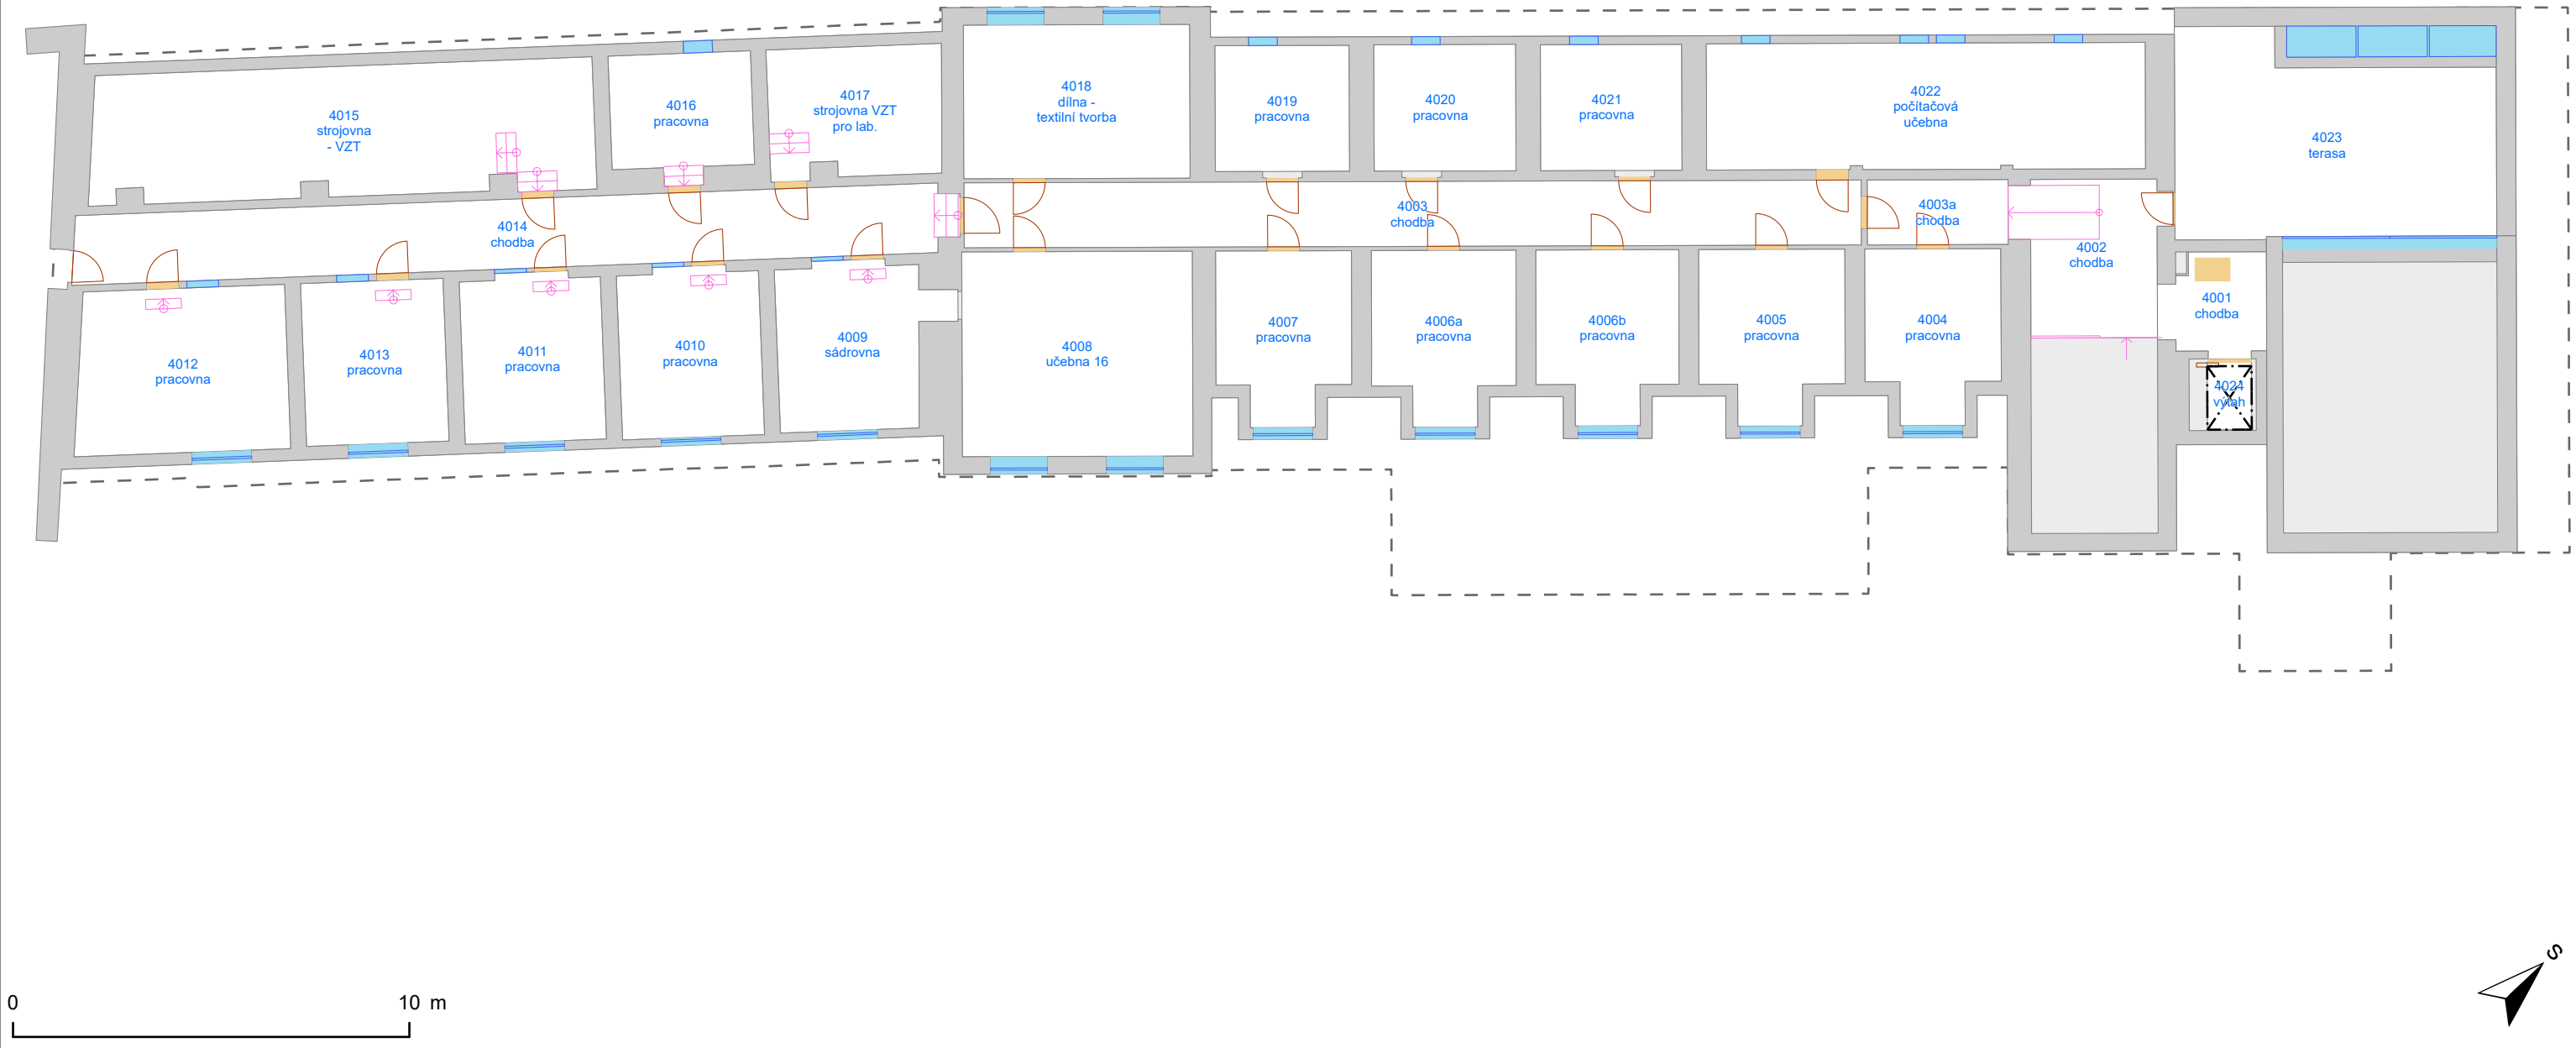 4015
strojovna
- VZT
4016
pracovna
4017
strojovna VZT
pro lab.
4018
dílna -
textilní tvorba
4019
pracovna
4020
pracovna
4021
pracovna
4022
počítačová
učebna
4023
terasa
4014
chodba
4003
chodba
4003a
chodba
4002
chodba
4001
chodba
4012
pracovna
4013
pracovna
4011
pracovna
4010
pracovna
4009
sádrovna
4008
učebna 16
4007
pracovna
4006a
pracovna
4006b
pracovna
4005
pracovna
4004
pracovna
4024
výtah
S
0 10 m